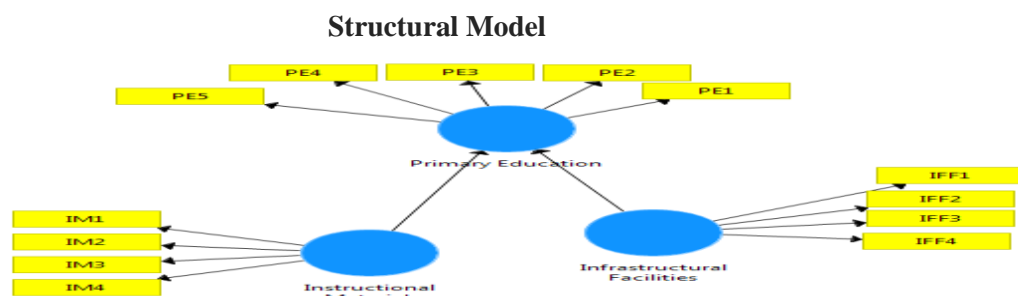 Structural Model
PE4
PE3
PE2
PE5
PE1
Primary Education
IFF1
IFF2
IFF3
IFF4
IM1
IM2
IM3
IM4
Infrastructural
Facilities
Instructional